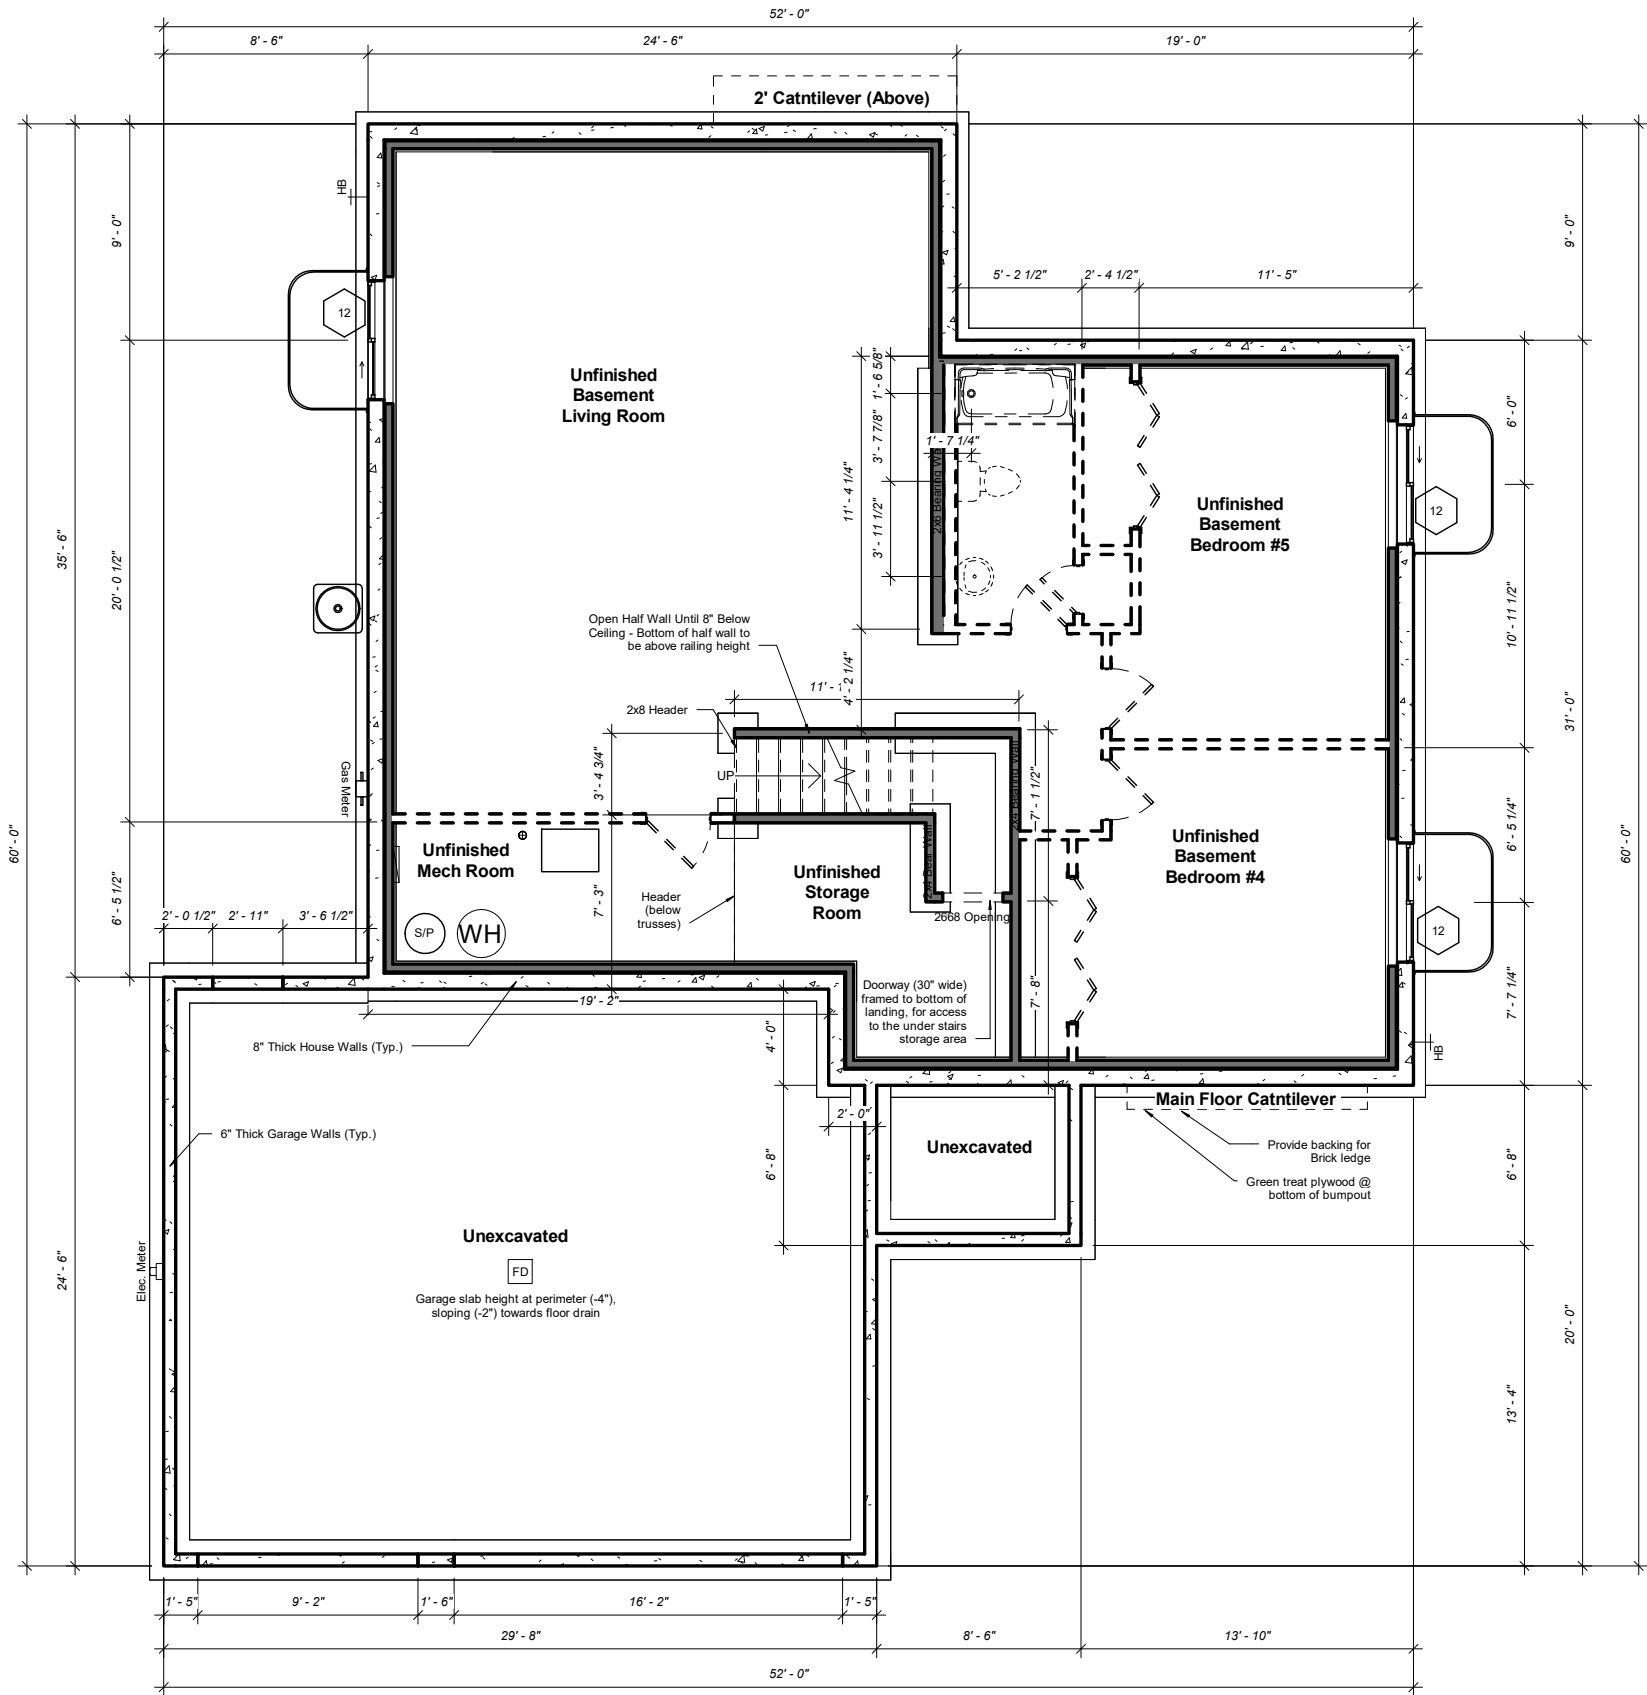 52' - 0"
8' - 6"
24' - 6"
19' - 0"
2' Catntilever (Above)
HB
9' - 0"
9' - 0"
5' - 2 1/2"
2' - 4 1/2"
11' - 5"
12
Unfinished
Basement
Living Room
1' - 6 5/8"
6' - 0"
3' - 7 7/8"
1' - 7 1/4"
2x6 Bearing Wall
11' - 4 1/4"
3' - 11 1/2"
Unfinished
Basement
Bedroom #5
12
35' - 6"
20' - 0 1/2"
10' - 11 1/2"
31' - 0"
Open Half Wall Until 8" Below
Ceiling - Bottom of half wall to
be above railing height
4' - 2 1/4"
11' -
2x8 Header
UP
3' - 4 3/4"
2x4 Bearing Wall
7' - 1 1/2"
Gas Meter
60' - 0"
60' - 0"
Unfinished
Mech Room
Unfinished
Storage
Room
2x4 Bear Wall
Unfinished
Basement
Bedroom #4
6' - 5 1/4"
6' - 5 1/2"
7' - 3"
Header
(below
trusses)
2668 Opening
2' - 0 1/2"
2' - 11"
3' - 6 1/2"
S/P
WH
12
19' - 2"
Doorway (30" wide)
framed to bottom of
landing, for access
to the under stairs
storage area
7' - 8"
7' - 7 1/4"
8" Thick House Walls (Typ.)
4' - 0"
HB
2' - 0"
Main Floor Catntilever
6" Thick Garage Walls (Typ.)
Unexcavated
Provide backing for
Brick ledge
6' - 8"
6' - 8"
Green treat plywood @
bottom of bumpout
Unexcavated
FD
Elec. Meter
24' - 6"
Garage slab height at perimeter (-4"),
sloping (-2") towards floor drain
20' - 0"
13' - 4"
1' - 5"
9' - 2"
1' - 6"
16' - 2"
1' - 5"
29' - 8"
8' - 6"
13' - 10"
52' - 0"